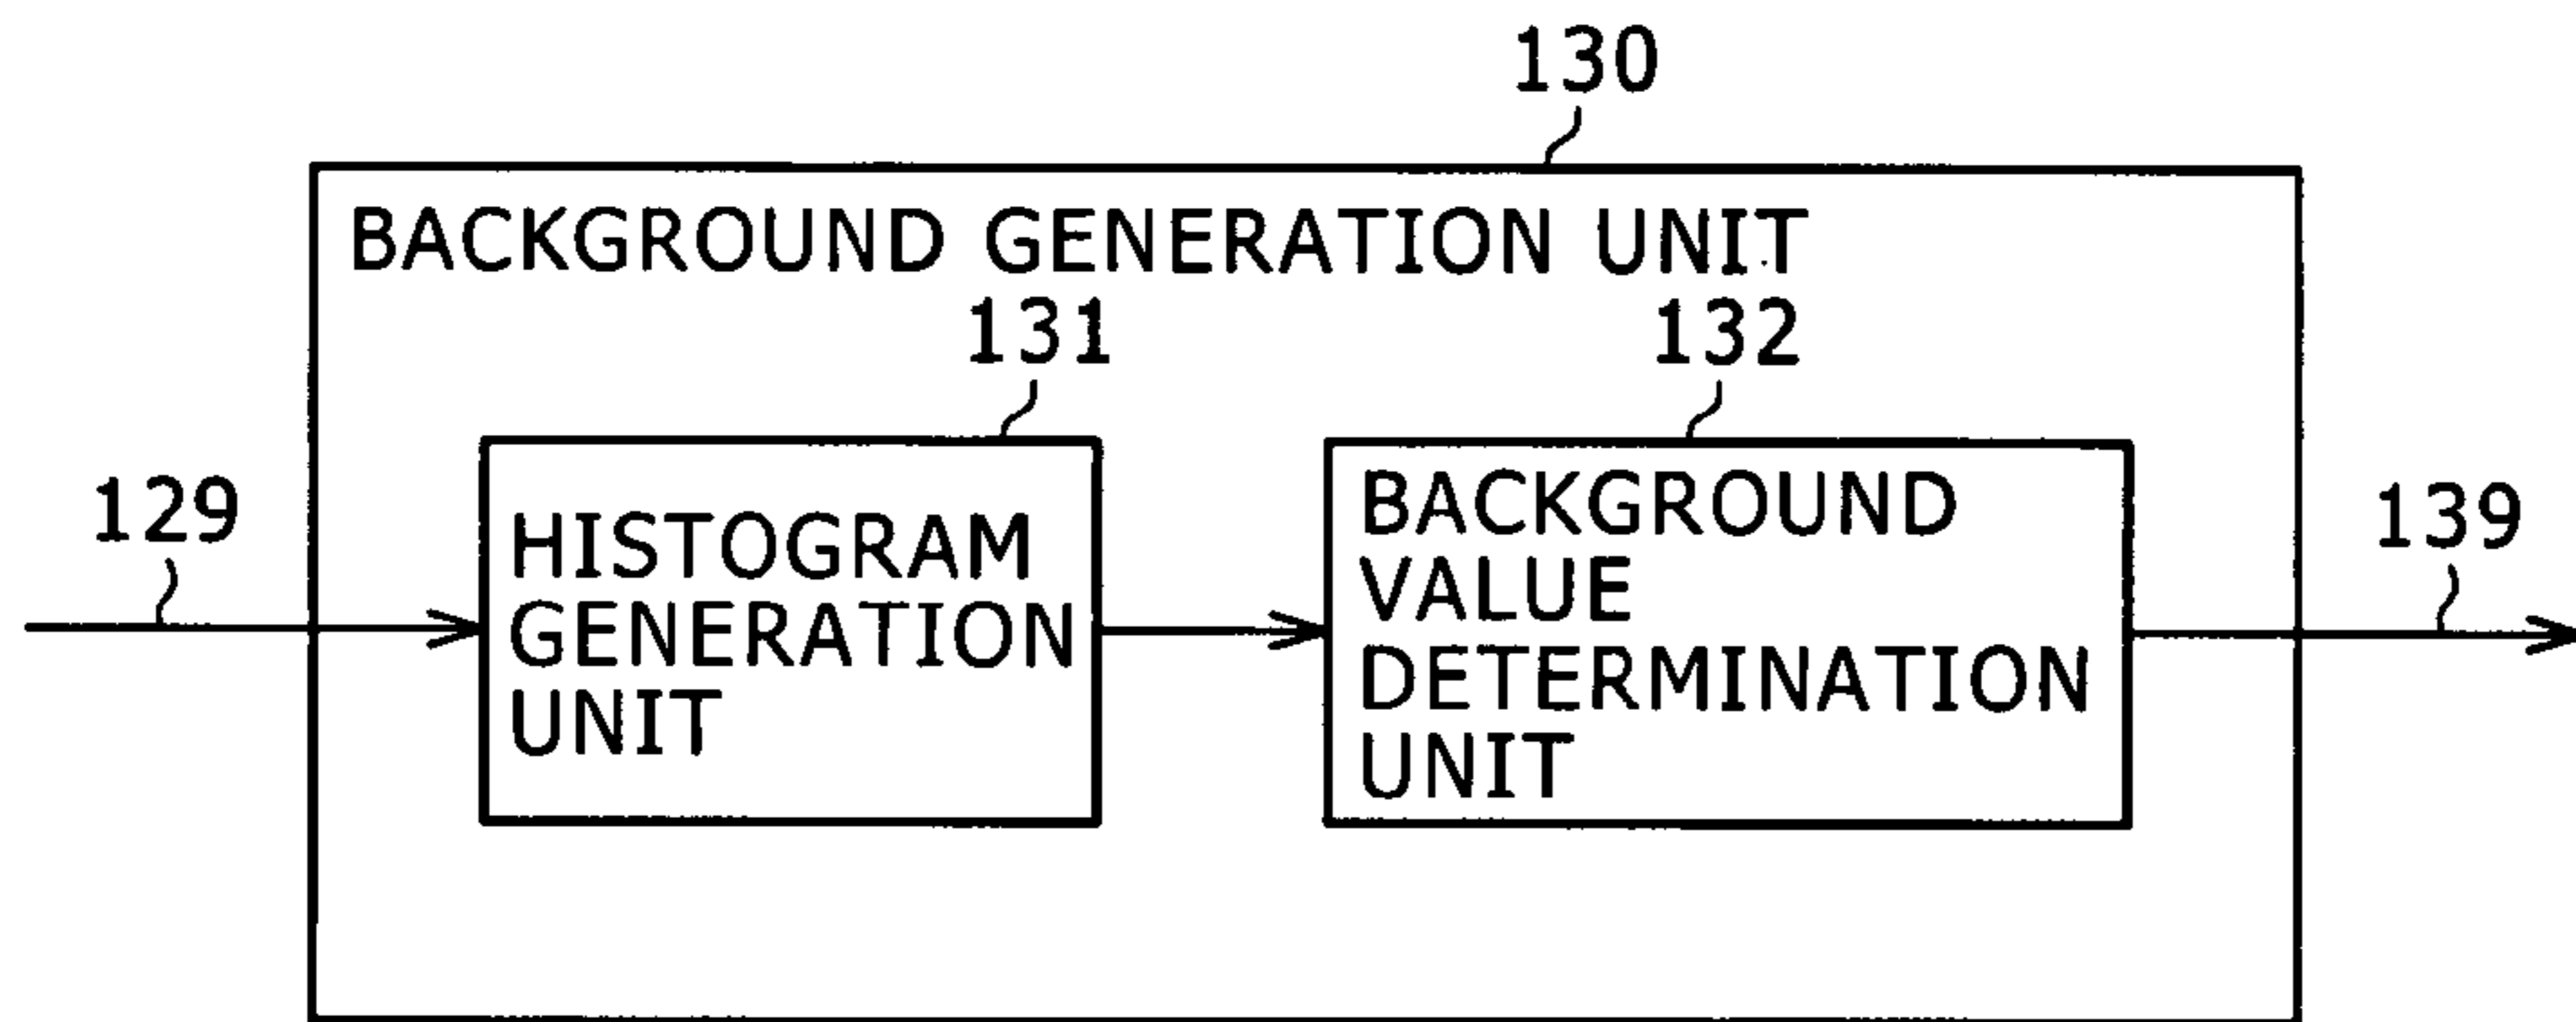 130
BACKGROUND GENERATION UNIT
131
132
129
HISTOGRAM
GENERATION
UNIT
BACKGROUND
VALUE
DETERMINATION
UNIT
139